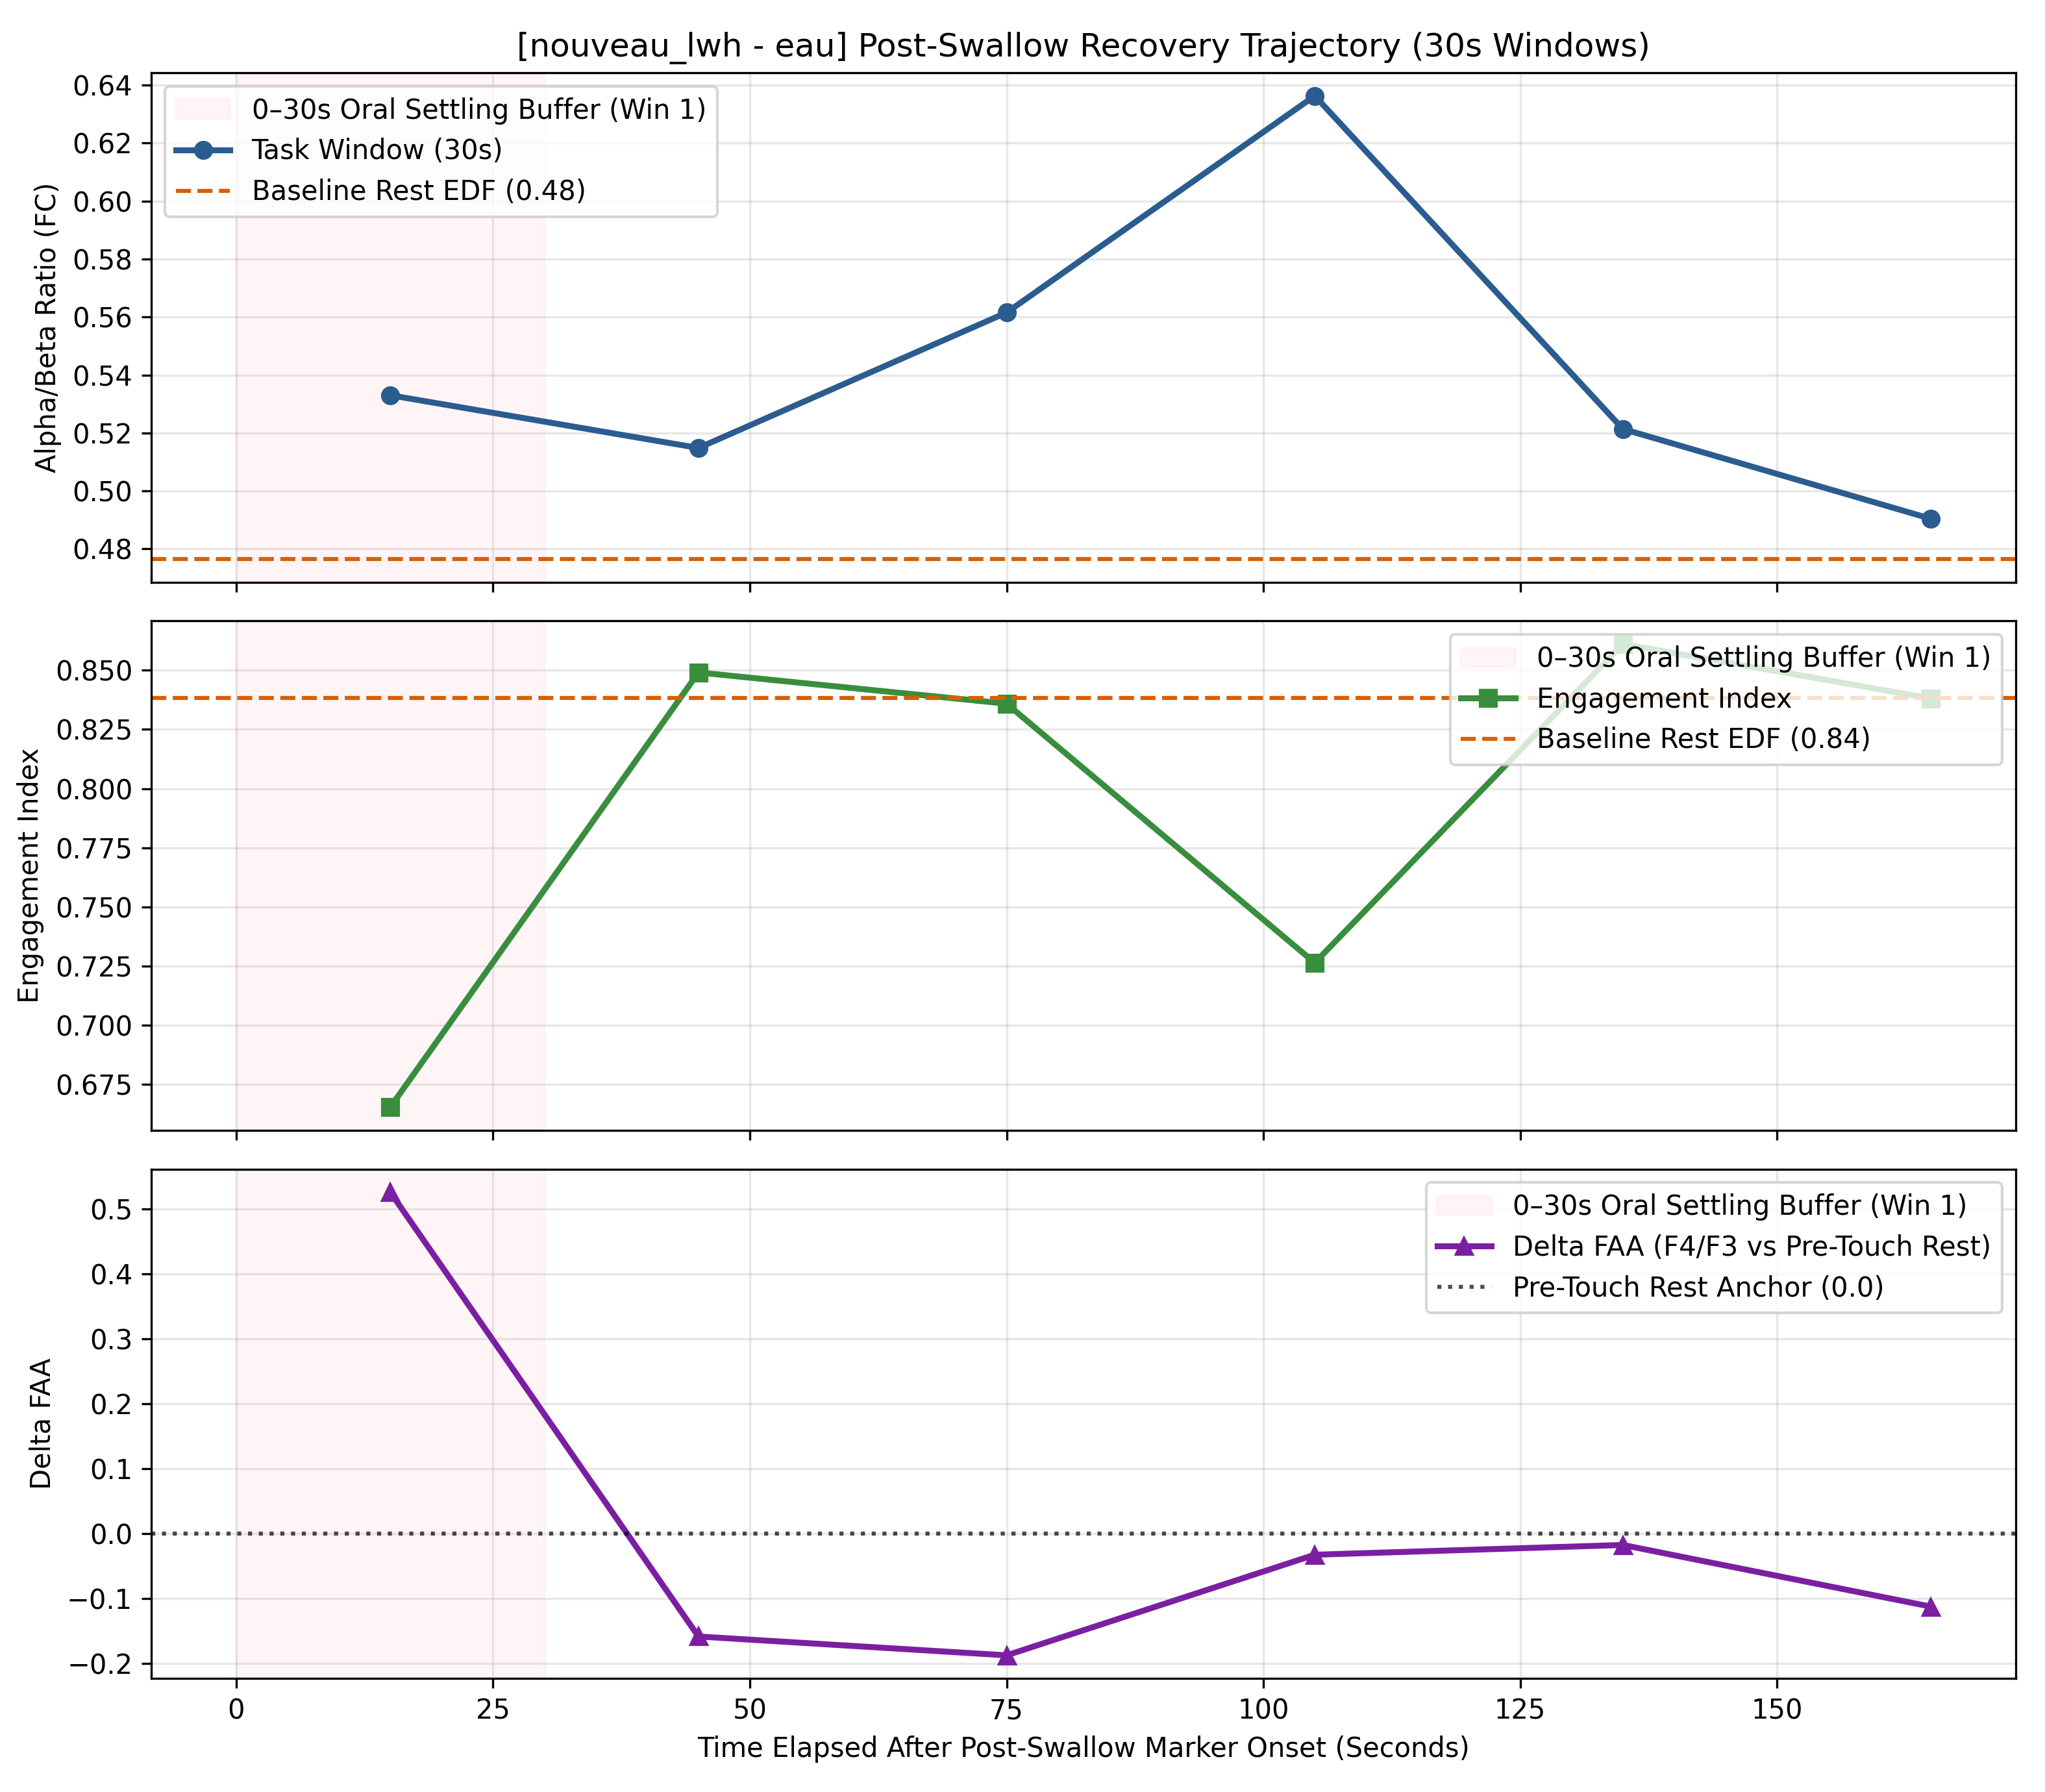 [nouveau_lwh - eau] Post-Swallow Recovery Trajectory (30s Windows)
0.64
0.62
0.60
0.58
0.56
0.54
0.52
0.50
0.48
Alpha/Beta Ratio (FC)
0–30s Oral Settling Buffer (Win 1)
Task Window (30s)
Baseline Rest EDF (0.48)
0.850
0.825
0.800
0.775
0.750
0.725
0.700
0.675
Engagement Index
0–30s Oral Settling Buffer (Win 1)
Engagement Index
Baseline Rest EDF (0.84)
0.5
0.4
0.3
0.2
0.1
0.0
−0.1
−0.2
Delta FAA
0–30s Oral Settling Buffer (Win 1)
Delta FAA (F4/F3 vs Pre-Touch Rest)
Pre-Touch Rest Anchor (0.0)
0 25 50 75 100 125 150
Time Elapsed After Post-Swallow Marker Onset (Seconds)